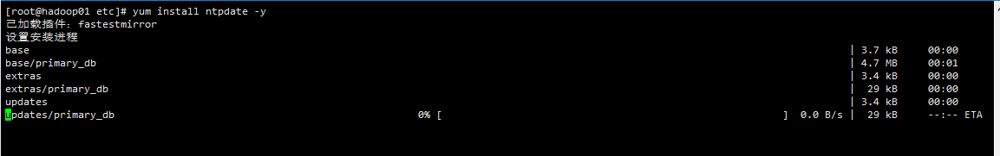 [root@hadoop01 etc]# yum install ntpdate -y
已加载插件：fastestmirror
设置安装进程
base | 3.7 kB 00:00
base/primary_db | 4.7 MB 00:01
extras | 3.4 kB 00:00
extras/primary_db | 29 kB 00:00
updates | 3.4 kB 00:00
updates/primary_db 0% [ ] 0.0 B/s | 29 kB --:-- ETA